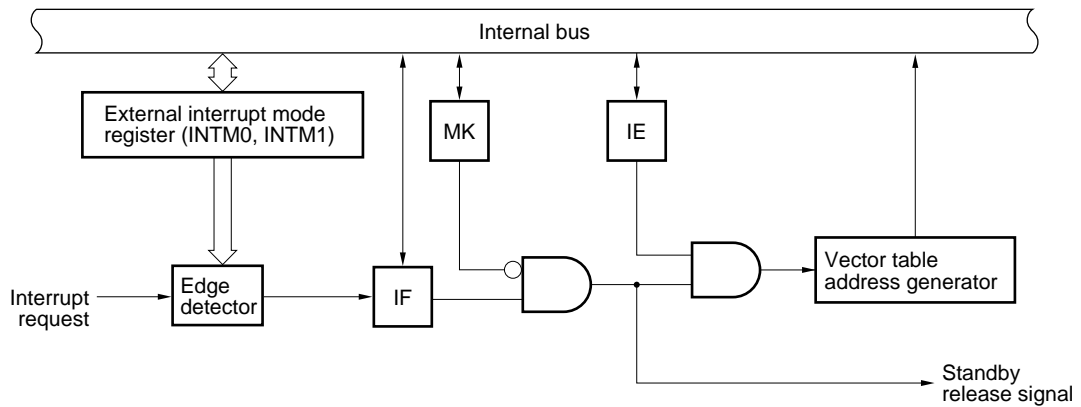 Internal bus
External interrupt mode
register (INTM0, INTM1)
MK
IE
Vector table
address generator
Edge
detector
IF
Interrupt
request
Standby
release signal